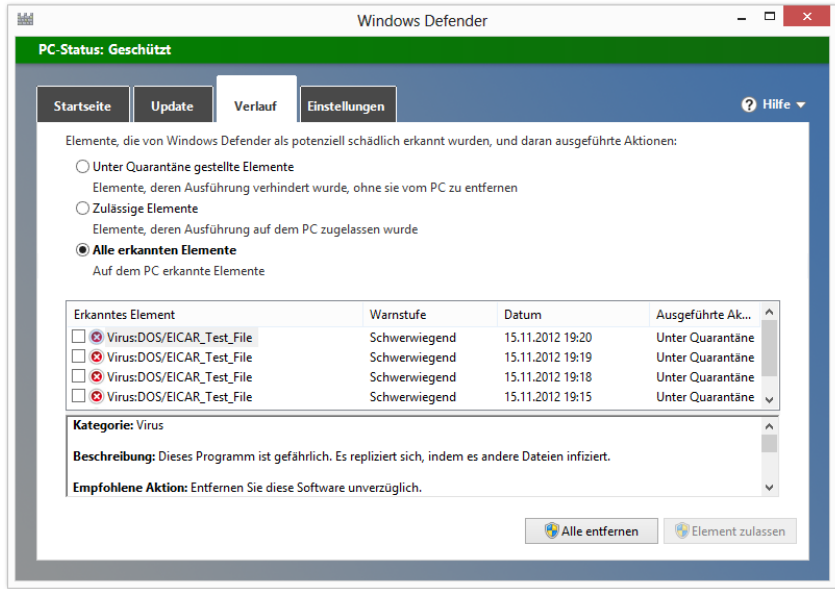 Windows Defender
PC-Status: Geschützt
Startseite Update Verlauf Einstellungen Hilfe
Elemente, die von Windows Defender als potenziell schädlich erkannt wurden, und daran ausgeführte Aktionen:
Unter Quarantäne gestellte Elemente
Elemente, deren Ausführung verhindert wurde, ohne sie vom PC zu entfernen
Zulässige Elemente
Elemente, deren Ausführung auf dem PC zugelassen wurde
Alle erkannten Elemente
Auf dem PC erkannte Elemente
Erkanntes Element Warnstufe Datum Ausgeführte Ak...
Virus:DOS/EICAR_Test_File Schwerwiegend 15.11.2012 19:20 Unter Quarantäne
Virus:DOS/EICAR_Test_File Schwerwiegend 15.11.2012 19:19 Unter Quarantäne
Virus:DOS/EICAR_Test_File Schwerwiegend 15.11.2012 19:18 Unter Quarantäne
Virus:DOS/EICAR_Test_File Schwerwiegend 15.11.2012 19:15 Unter Quarantäne
Kategorie: Virus
Beschreibung: Dieses Programm ist gefährlich. Es repliziert sich, indem es andere Dateien infiziert.
Empfohlene Aktion: Entfernen Sie diese Software unverzüglich.
Alle entfernen Element zulassen